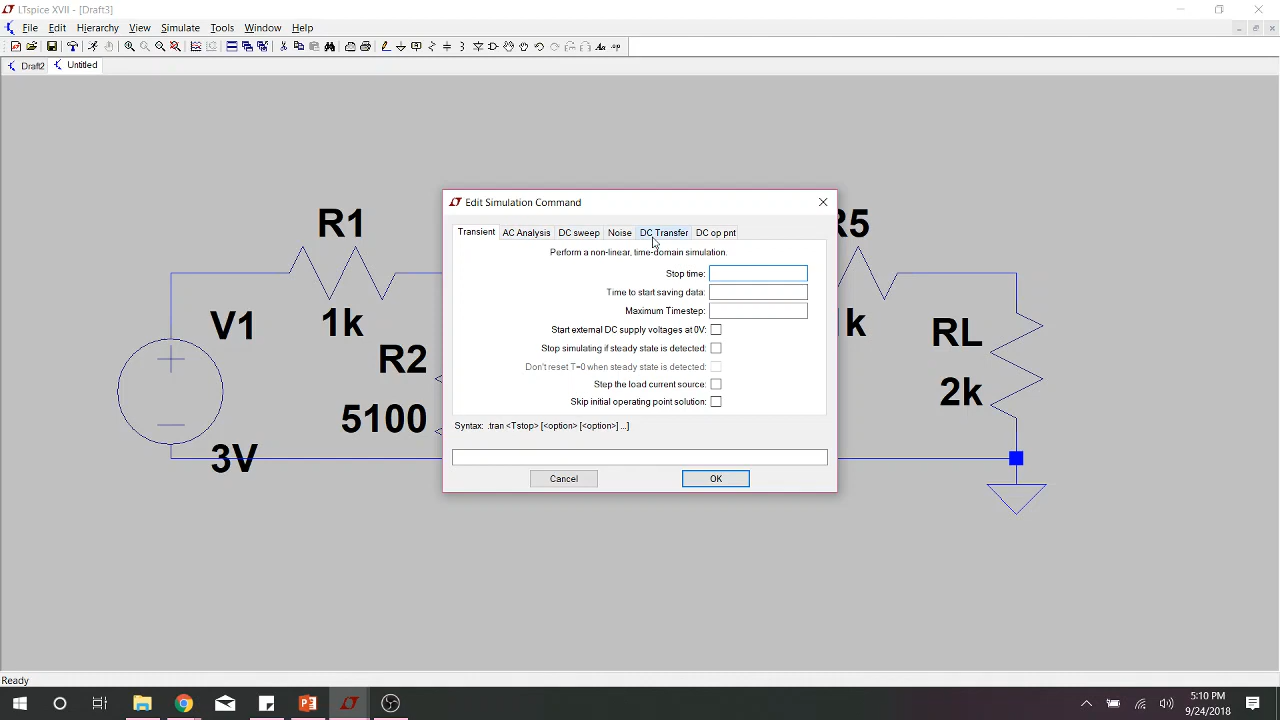 LTspice XVII - [Draft3]
File Edit Hierarchy View Simulate Tools Window Help
Draft2 Untitled
Edit Simulation Command
Transient AC Analysis DC sweep Noise DC Transfer DC op pnt
Perform a non-linear, time-domain simulation.
Stop time:
Time to start saving data:
Maximum Timestep:
Start external DC supply voltages at 0V:
Stop simulating if steady state is detected:
Don't reset T=0 when steady state is detected:
Step the load current source:
Skip initial operating point solution:
Syntax: .tran <Tstop> [<option> [<option>] ...]
Cancel OK
R1
1k
V1
3V
R2
5100
R5
1k
RL
2k
Ready
5:10 PM
9/24/2018